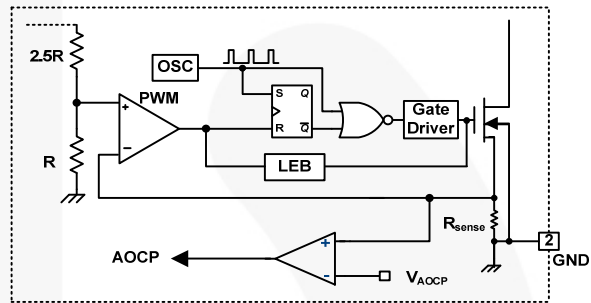 2.5R
OSC
PWM
S Q
R Q̅
Gate
Driver
R
LEB
Rsense
2
GND
AOCP
VAOCP
+
-
+
-